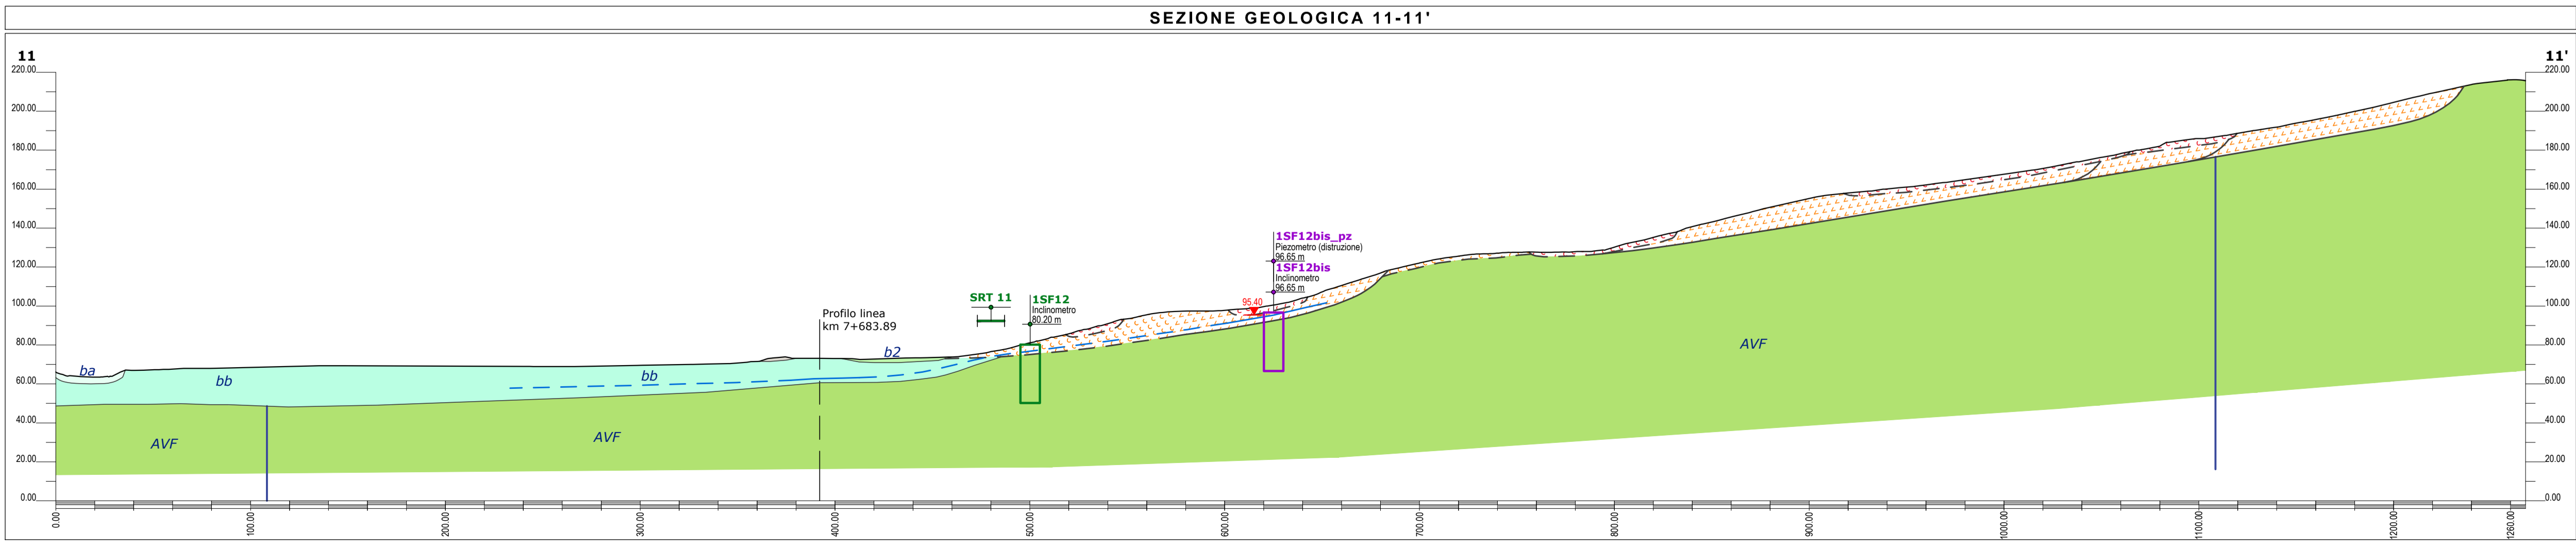 SEZIONE GEOLOGICA 11-11'
11
11'
220.00
200.00
180.00
160.00
140.00
120.00
100.00
80.00
60.00
40.00
20.00
0.00
220.00
200.00
180.00
160.00
140.00
120.00
100.00
80.00
60.00
40.00
20.00
0.00
1SF12bis_pz
Piezometro (distruzione)
96.65 m
1SF12bis
Inclinometro
96.65 m
95.40
SRT 11
1SF12
Inclinometro
80.20 m
Profilo linea
km 7+683.89
ba
bb
b2
bb
AVF
AVF
AVF
0.00
100.00
200.00
300.00
400.00
500.00
600.00
700.00
800.00
900.00
1000.00
1100.00
1200.00
1260.00